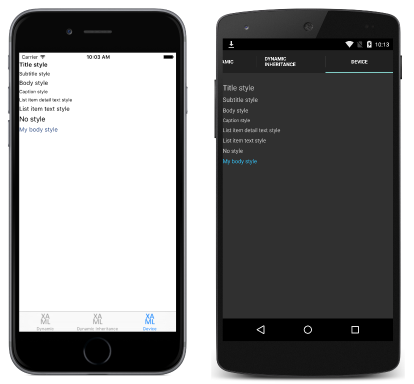 Carrier 10:03 AM
Title style
Subtitle style
Body style
Caption style
List item detail text style
List item text style
No style
My body style
XA
ML
XA
ML
XA
ML
Dynamic
Dynamic Inheritance
Device
10:13
AMIC
DYNAMIC
INHERITANCE
DEVICE
Title style
Subtitle style
Body style
Caption style
List item detail text style
List item text style
No style
My body style